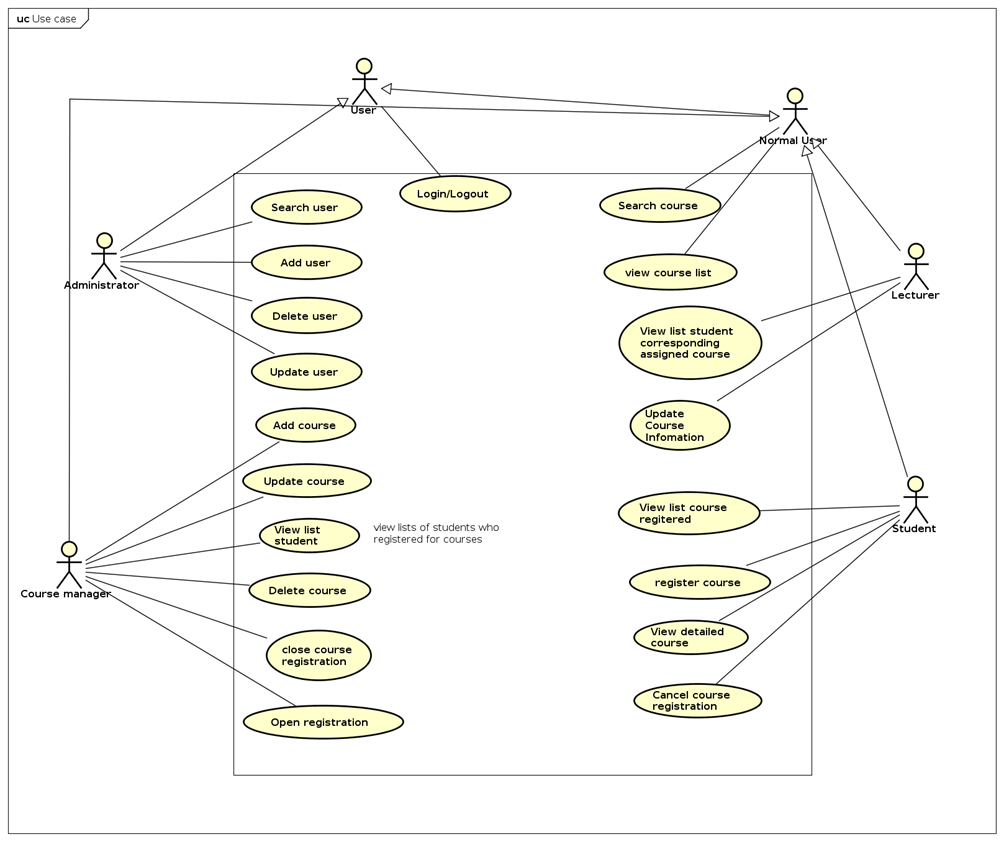 uc Use case
User
Normal User
Login/Logout
Search user
Search course
Add user
view course list
Administrator
Lecturer
Delete user
View list student
corresponding
assigned course
Update user
Add course
Update
Course
Infomation
Update course
View list course
regitered
Student
View list
student
view lists of students who
registered for courses
Course manager
Delete course
register course
close course
registration
View detailed
course
Cancel course
registration
Open registration